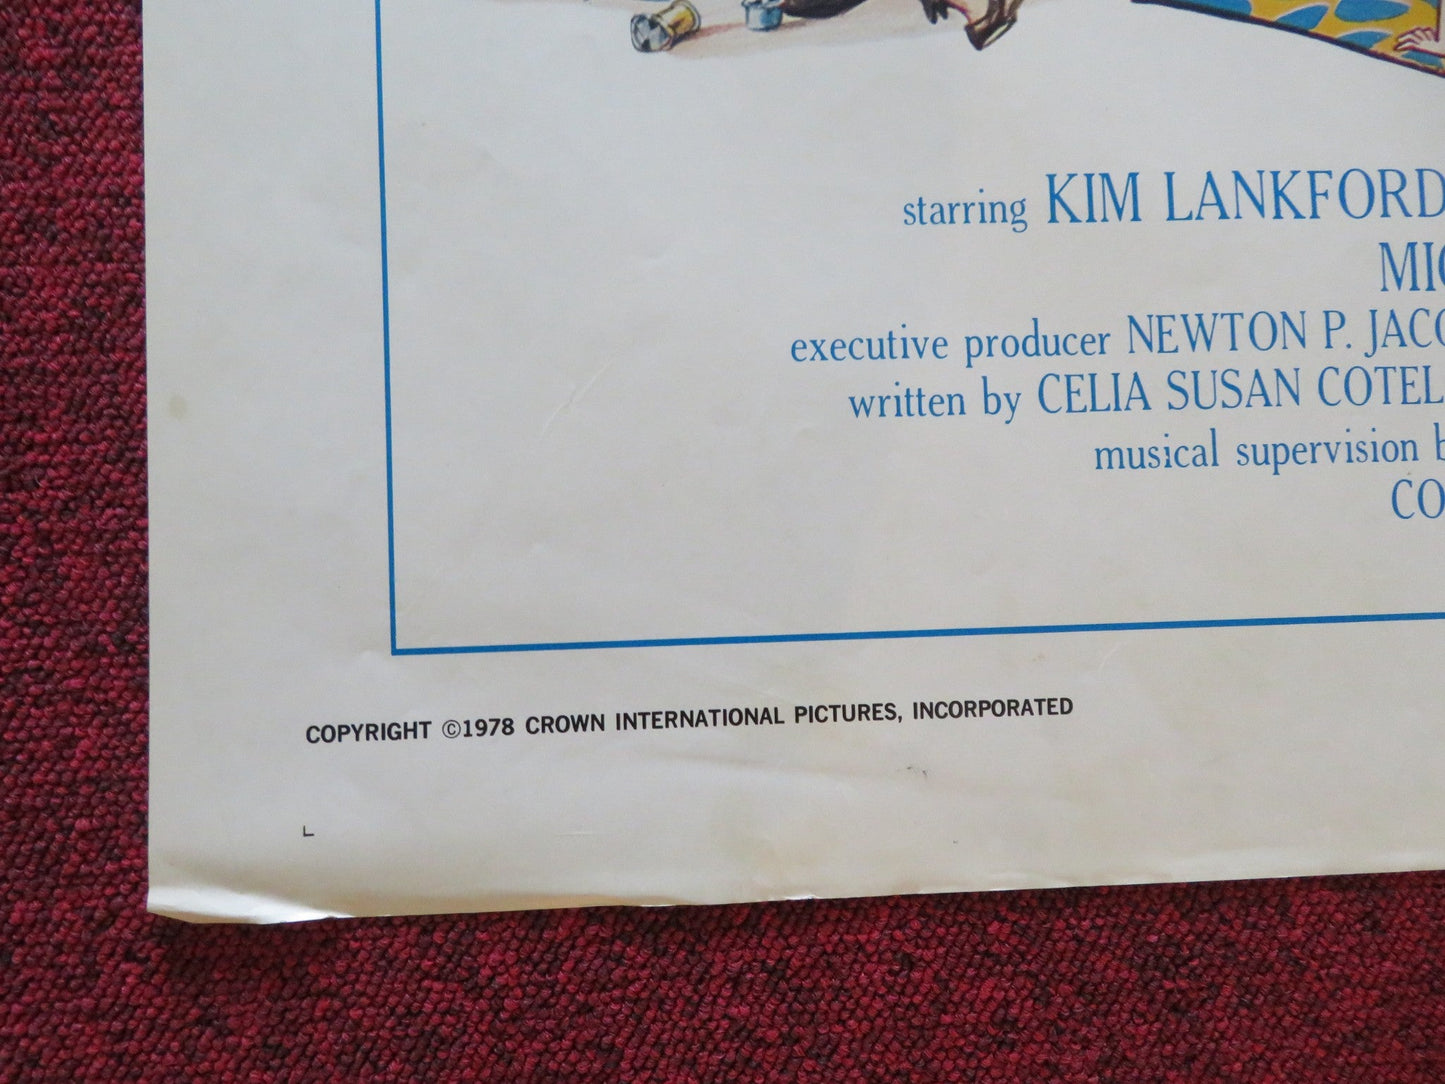 starring KIM LANKFORD
executive producer NEWTON P.
written by CELIA SUSAN
musical supervision
COPYRIGHT ©1978 CROWN INTERNATIONAL PICTURES, INCORPORATED